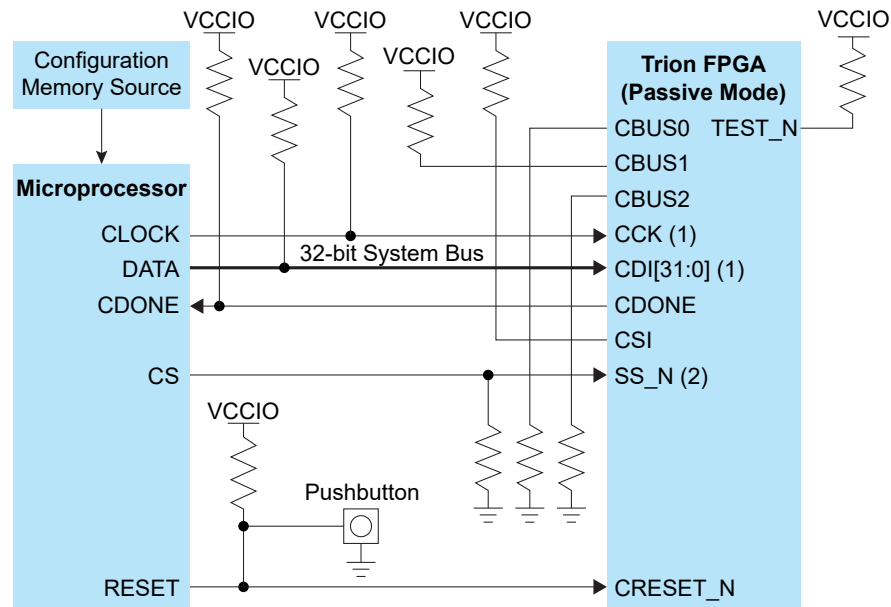 VCCIO
VCCIO
VCCIO
VCCIO
VCCIO
VCCIO
Configuration
Memory Source
Trion FPGA
(Passive Mode)
CBUS0
TEST_N
CBUS1
CBUS2
Microprocessor
CLOCK
CCK (1)
32-bit System Bus
DATA
CDI[31:0] (1)
CDONE
CDONE
CSI
CS
SS_N (2)
VCCIO
Pushbutton
RESET
CRESET_N